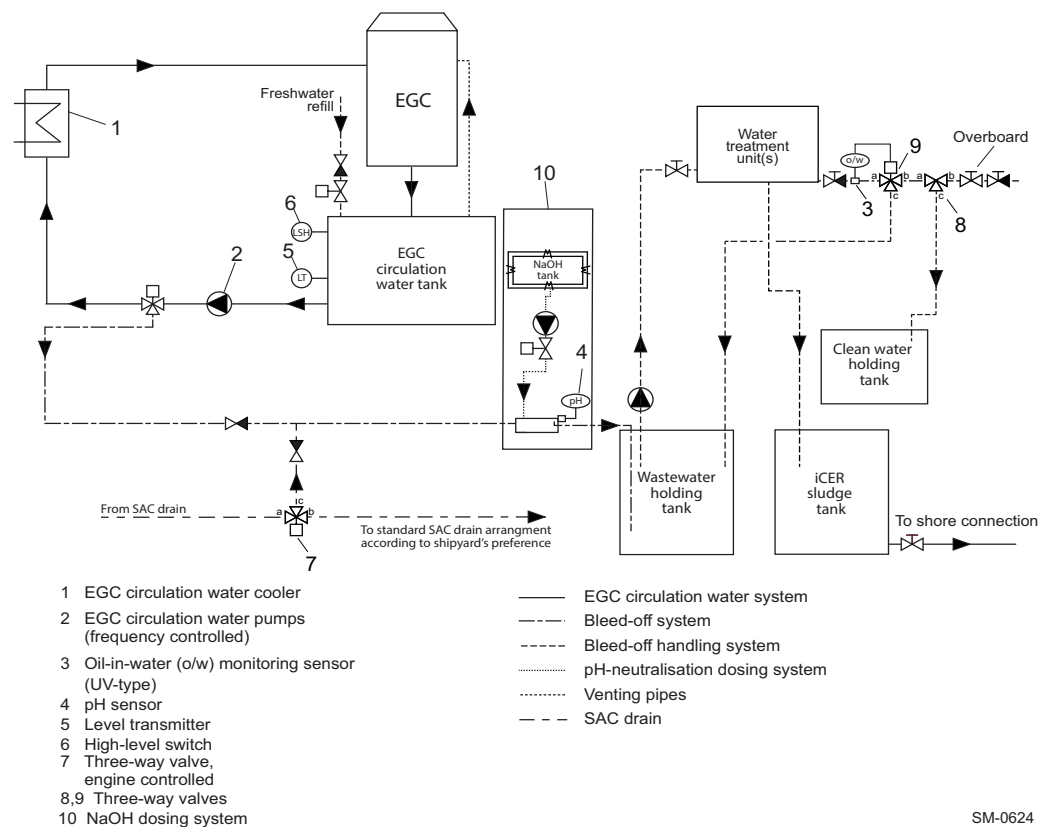 EGC
1
Freshwater
refill
6
LSH
5
LT
EGC
circulation
water tank
2
10
NaOH
tank
4
pH
Water
treatment
unit(s)
o/w
9
Overboard
a
b
a
b
c
c
3
8
Clean water
holding
tank
Wastewater
holding
tank
iCER
sludge
tank
To shore connection
From SAC drain
a
c
b
To standard SAC drain arrangment
according to shipyard's preference
7
1 EGC circulation water cooler
2 EGC circulation water pumps
(frequency controlled)
3 Oil-in-water (o/w) monitoring sensor
(UV-type)
4 pH sensor
5 Level transmitter
6 High-level switch
7 Three-way valve,
engine controlled
8,9 Three-way valves
10 NaOH dosing system
EGC circulation water system
Bleed-off system
Bleed-off handling system
pH-neutralisation dosing system
Venting pipes
SAC drain
SM-0624